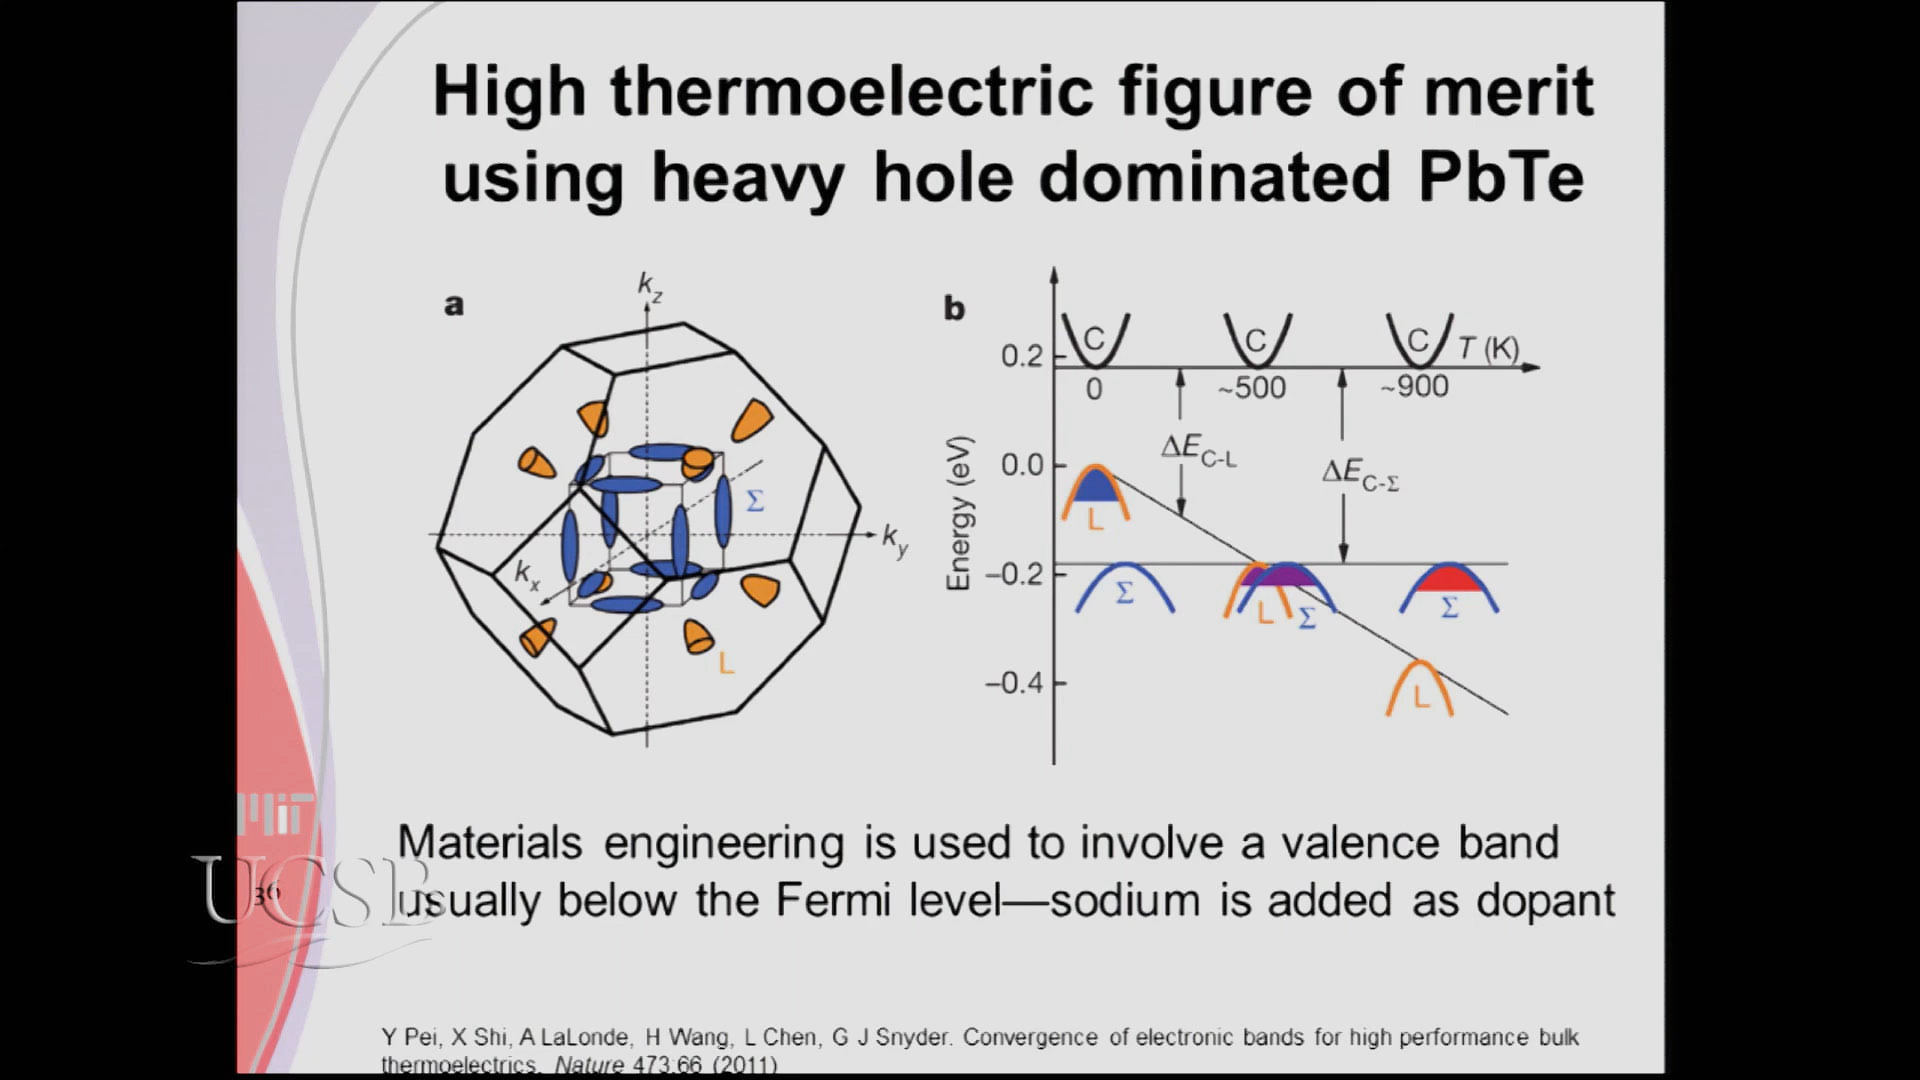 High thermoelectric figure of merit
using heavy hole dominated PbTe
a
k_z
k_y
k_x
Σ
L
b
C
C
C
T (K)
0.2
0
~500
~900
ΔE_C-L
ΔE_C-Σ
0.0
Energy (eV)
L
−0.2
Σ
L
Σ
Σ
−0.4
L
Materials engineering is used to involve a valence band
usually below the Fermi level—sodium is added as dopant
MIT
UCSB
36
Y Pei, X Shi, A LaLonde, H Wang, L Chen, G J Snyder. Convergence of electronic bands for high performance bulk
thermoelectrics. Nature 473:66 (2011)